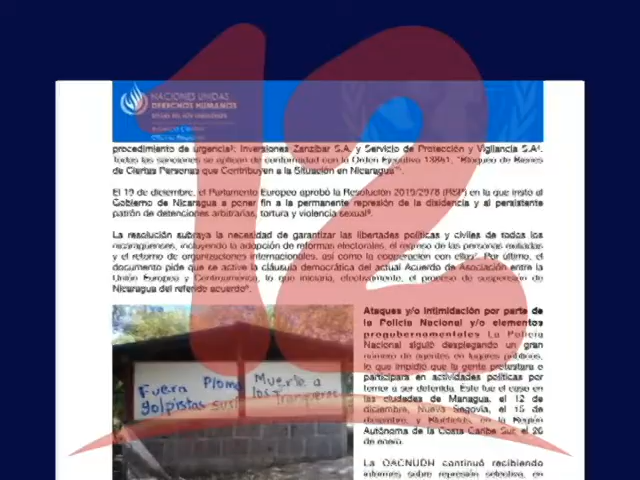 12
NACIONES UNIDAS
DERECHOS HUMANOS
procedimiento de urgencia³: Inversiones Zanzibar S.A. y Servicio de Protección y Vigilancia S.A⁴.
Todas las sanciones se aplican de conformidad con la Orden Ejecutiva 13851, "Bloqueo de Bienes
de Ciertas Personas que Contribuyen a la Situación en Nicaragua"
El 19 de diciembre, el Parlamento Europeo aprobó la Resolución 2019/2978 (RSP) en la que instó al
Gobierno de Nicaragua a poner fin a la permanente represión de la disidencia y al persistente
patrón de detenciones arbitrarias, tortura y violencia sexual
La resolución subraya la necesidad de garantizar las libertades políticas y civiles de todos los
nicaragüenses, incluyendo la adopción de reformas electorales, el regreso de las personas exiliadas
y el retorno de organizaciones internacionales, así como la cooperación con ellas. Por último, el
documento pide que se active la cláusula democrática del actual Acuerdo de Asociación entre la
Unión Europea y Centroamérica, lo que iniciaría, efectivamente, el proceso de suspensión de
Nicaragua del referido acuerdo
Ataques y/o intimidación por parte de
la Policía Nacional y/o elementos
progubernamentales La Policía
Nacional siguió desplegando un gran
número de agentes en lugares públicos,
lo que impidió que la gente protestara o
participara en actividades políticas por
temor a ser detenida. Este fue el caso en
las ciudades de Managua, el 12 de
diciembre, Nueva Segovia, el 15 de
diciembre, y Bluefields, en la Región
Autónoma de la Costa Caribe Sur, el 26
de enero.
La OACNUDH continuó recibiendo
informes sobre represión selectiva, en
Fuera Plomo
golpistas
Muerte a
los Tranqueros